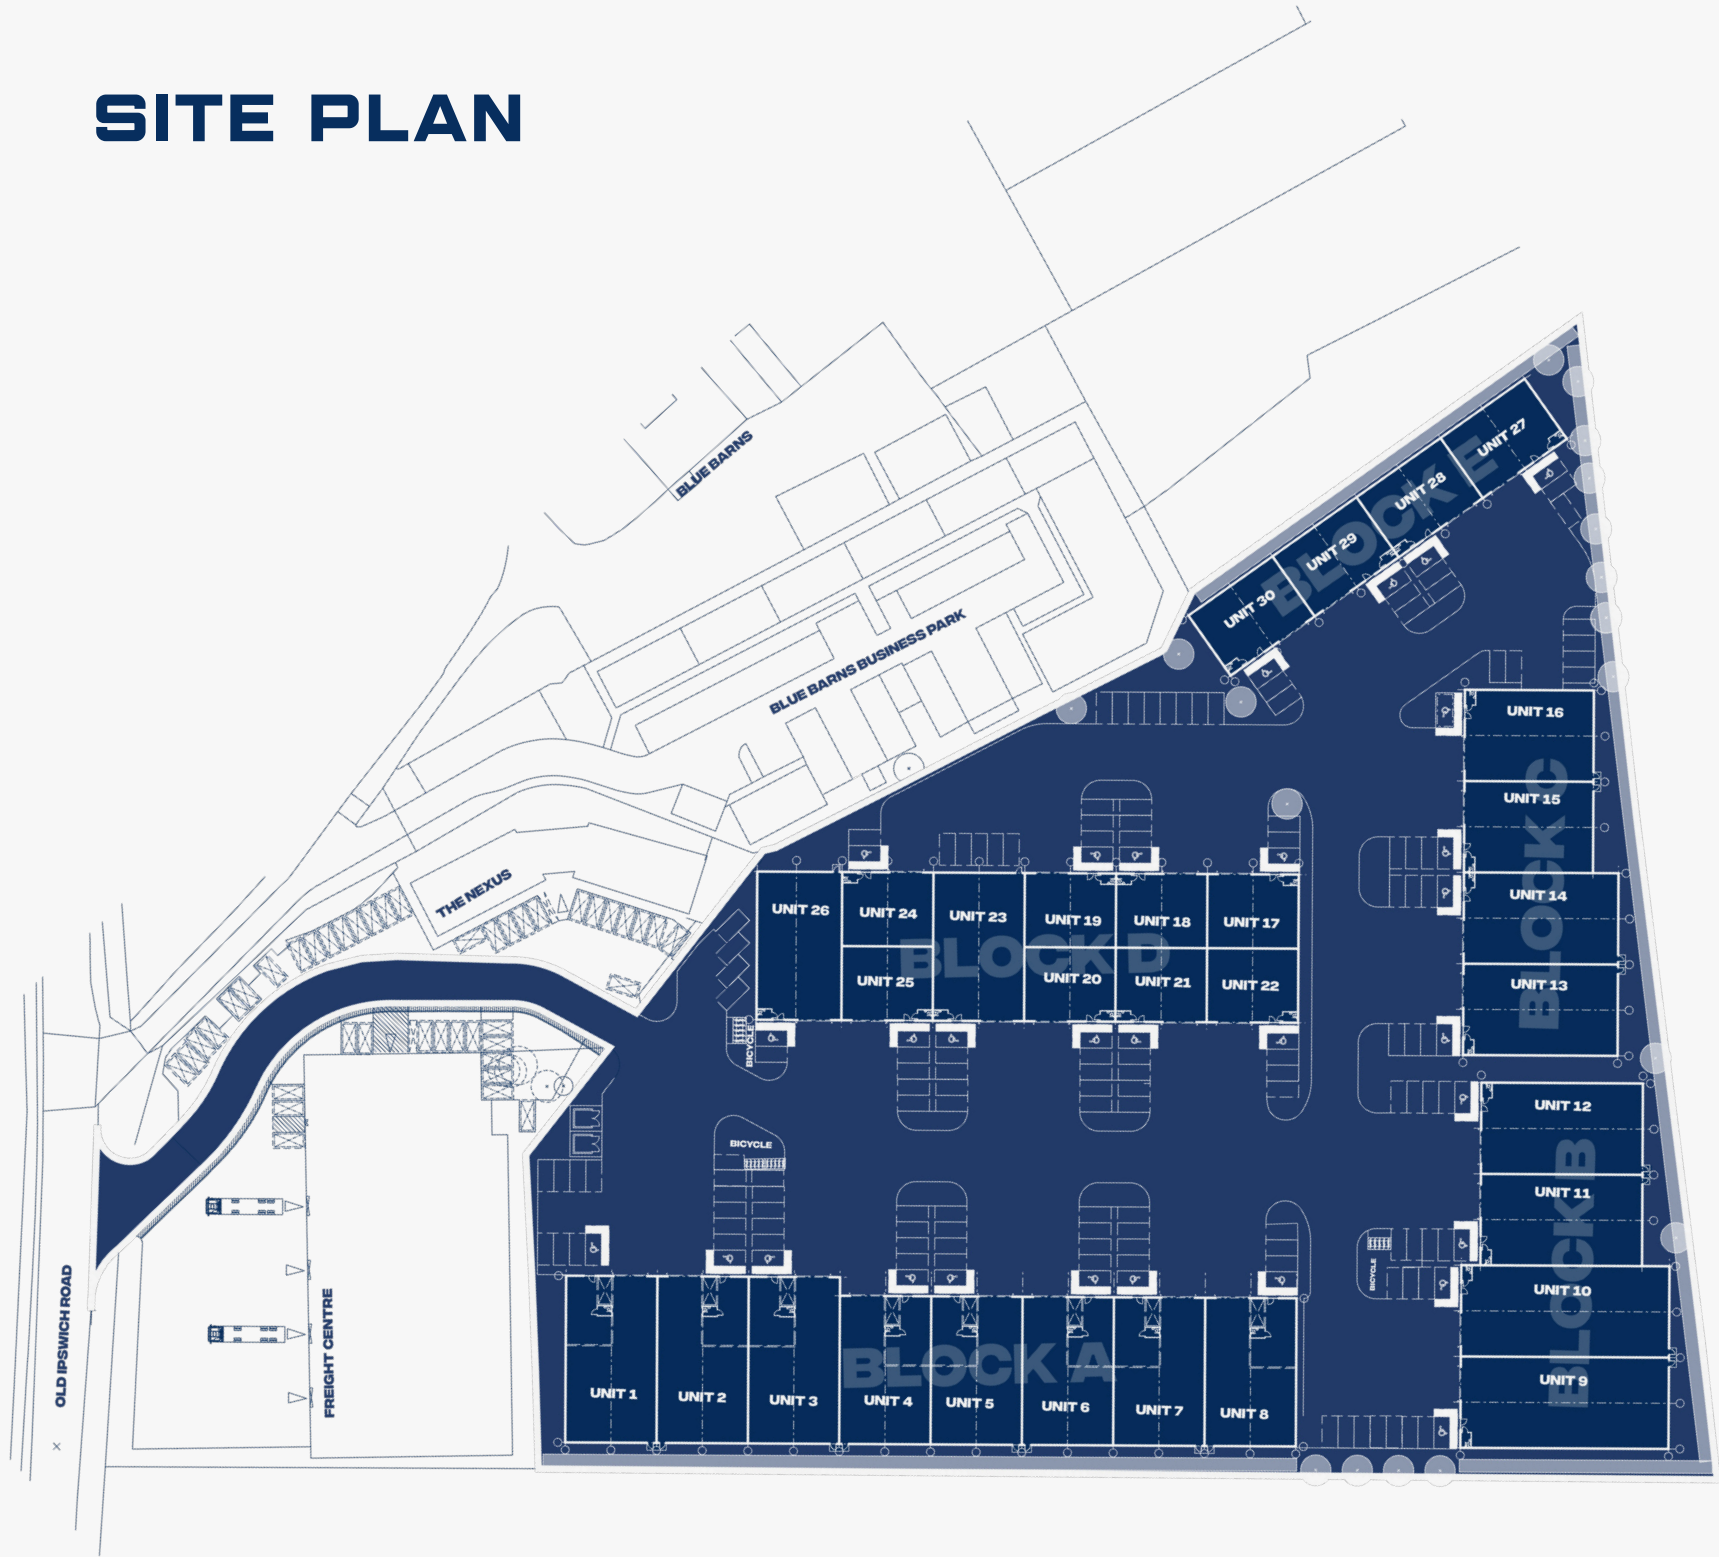 SITE PLAN
BLUE BARNS
BLUE BARNS BUSINESS PARK
THE NEXUS
OLD IPSWICH ROAD
FREIGHT CENTRE
BLOCK E
UNIT 27
UNIT 28
UNIT 29
UNIT 30
BLOCK C
UNIT 16
UNIT 15
UNIT 14
UNIT 13
BLOCK D
UNIT 26
UNIT 24
UNIT 23
UNIT 19
UNIT 18
UNIT 17
UNIT 25
UNIT 20
UNIT 21
UNIT 22
BICYCLE
BICYCLE
BICYCLE
BLOCK B
UNIT 12
UNIT 11
UNIT 10
UNIT 9
BLOCK A
UNIT 1
UNIT 2
UNIT 3
UNIT 4
UNIT 5
UNIT 6
UNIT 7
UNIT 8